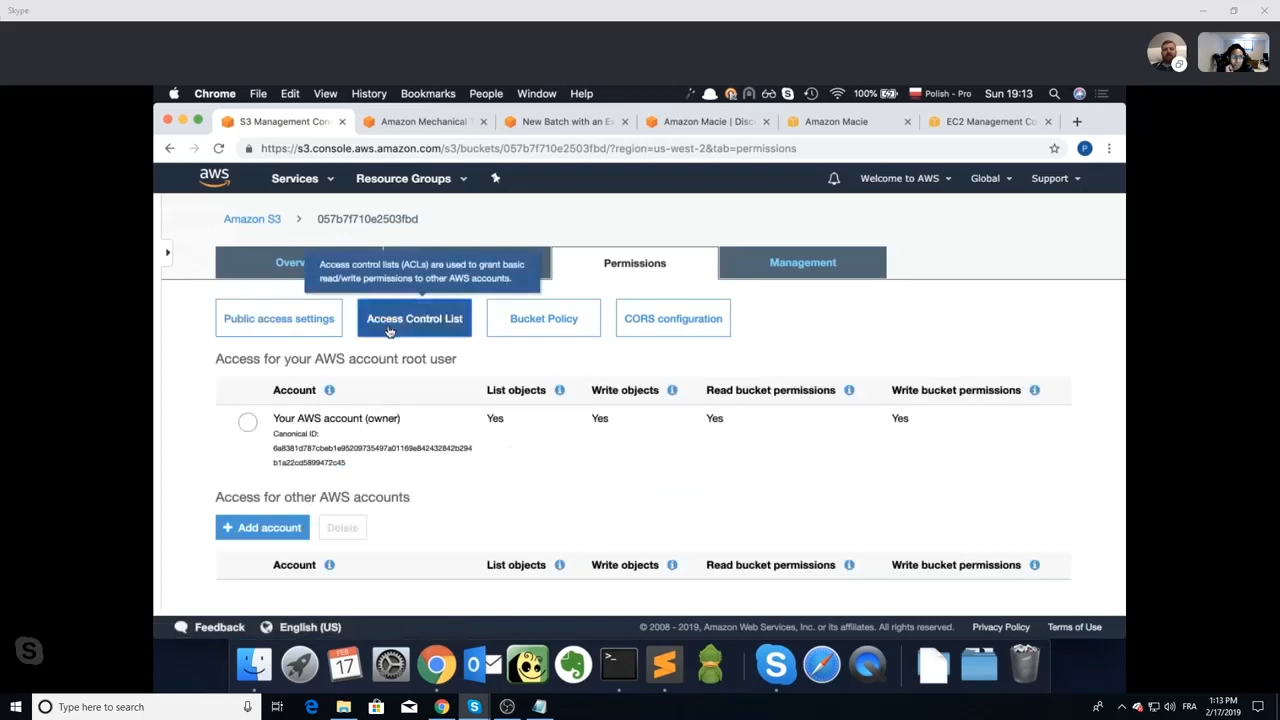 Skype
Chrome File Edit View History Bookmarks People Window Help
100% Polish - Pro Sun 19:13
S3 Management Con
Amazon Mechanical T
New Batch with an Ex
Amazon Macie | Disc
Amazon Macie
EC2 Management Co
https://s3.console.aws.amazon.com/s3/buckets/057b7f710e2503fbd/?region=us-west-2&tab=permissions
P
aws
Services
Resource Groups
Welcome to AWS
Global
Support
Amazon S3 > 057b7f710e2503fbd
Overv
Permissions
Management
Access control lists (ACLs) are used to grant basic
read/write permissions to other AWS accounts.
Public access settings
Access Control List
Bucket Policy
CORS configuration
Access for your AWS account root user
Account List objects Write objects Read bucket permissions Write bucket permissions
Your AWS account (owner) Yes Yes Yes Yes
Canonical ID:
6a8381d787cbeb1e95209735497a01169e842432842b294
b1a22cd5899472c45
Access for other AWS accounts
+ Add account
Delete
Account List objects Write objects Read bucket permissions Write bucket permissions
Feedback
English (US)
© 2008 - 2019, Amazon Web Services, Inc. or its affiliates. All rights reserved.
Privacy Policy
Terms of Use
FEB
17
Type here to search
FRA
1:13 PM
2/17/2019